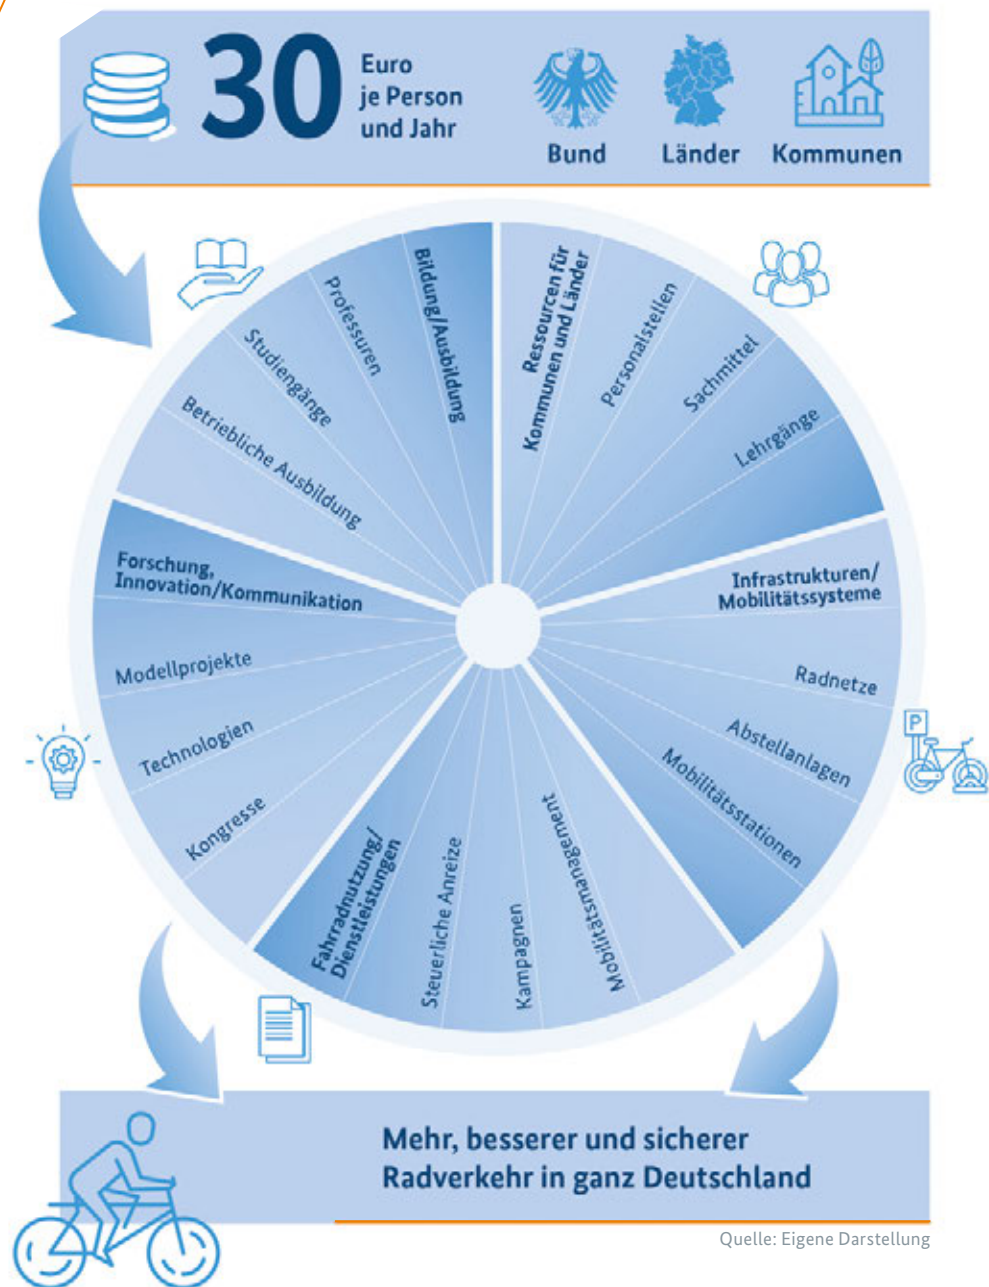 30
Euro
je Person
und Jahr
Bund
Länder
Kommunen
Ressourcen für
Kommunen und Länder
Personalstellen
Sachmittel
Lehrgänge
Infrastrukturen/
Mobilitätssysteme
Radnetze
Abstellanlagen
Mobilitätsstationen
P
Mobilitätsmanagement
Kampagnen
Steuerliche Anreize
Fahrradnutzung/
Dienstleistungen
Kongresse
Technologien
Modellprojekte
Forschung,
Innovation/Kommunikation
Betriebliche Ausbildung
Studiengänge
Professuren
Bildung/Ausbildung
Mehr, besserer und sicherer
Radverkehr in ganz Deutschland
Quelle: Eigene Darstellung